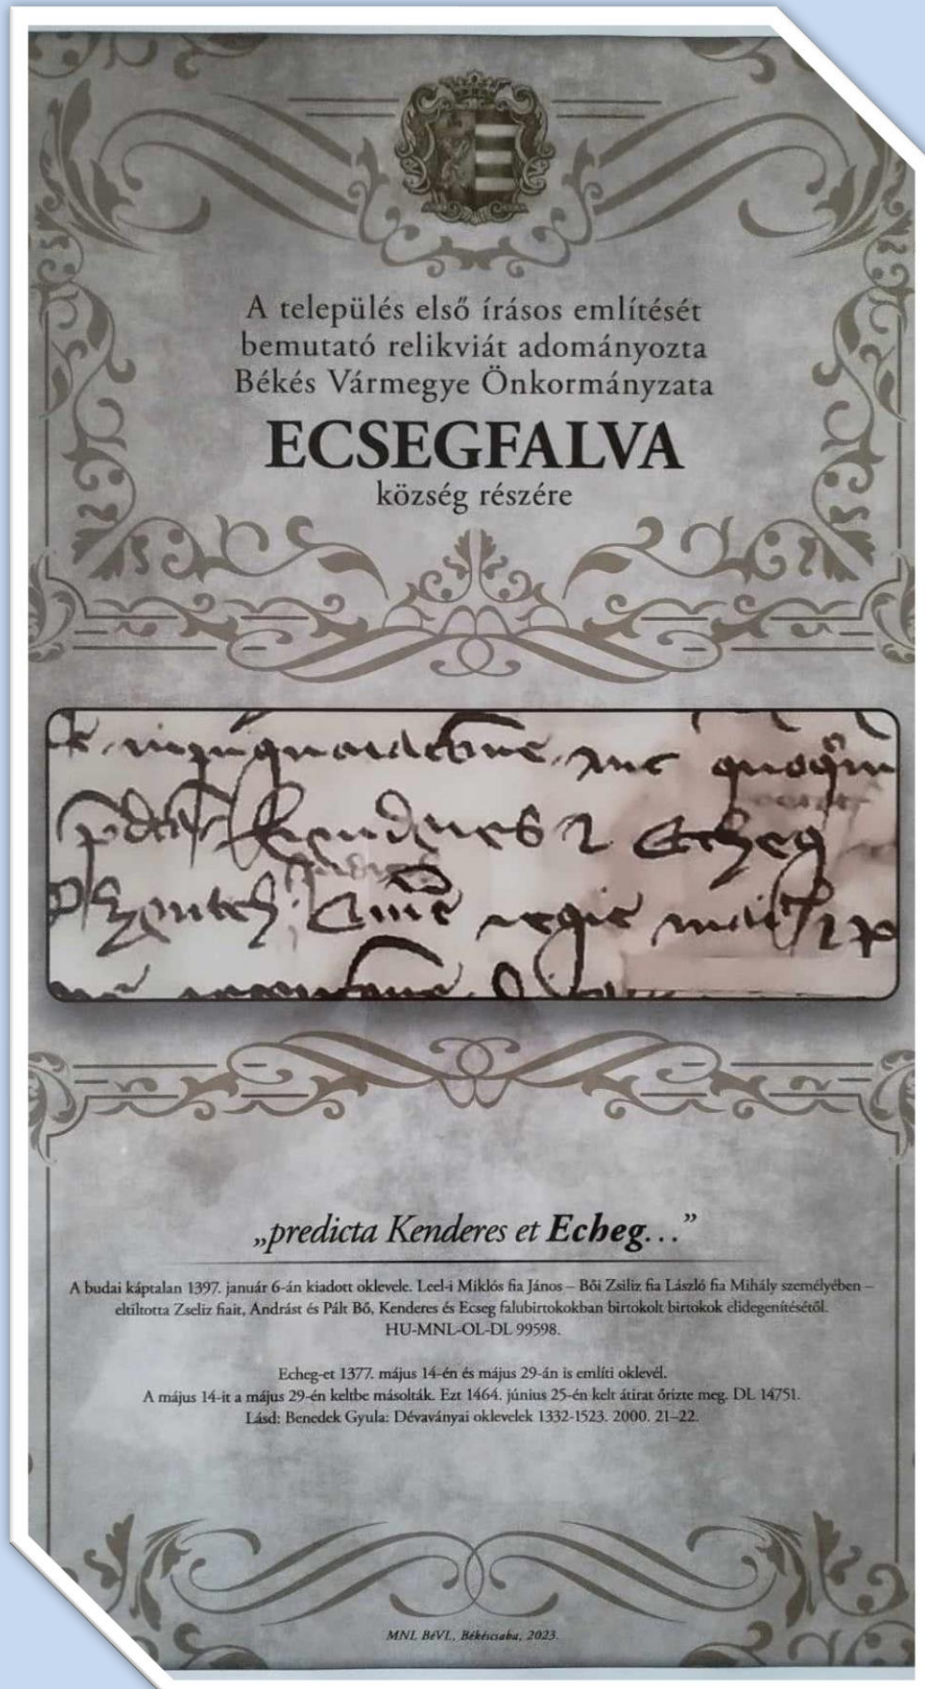 A település első írásos említését
bemutató relikviát adományozta
Békés Vármegye Önkormányzata
ECSEGFALVA
község részére
pdca Kenderes 2 Echeg
regie
„predicta Kenderes et Echeg…”
A budai káptalan 1397. január 6-án kiadott oklevele. Leel-i Miklós fia János – Bői Zsiliz fia László fia Mihály személyében –
eltiltotta Zseliz fiait, Andrást és Pált Bő, Kenderes és Ecseg falubirtokokban birtokolt birtokok elidegenítésétől.
HU-MNL-OL-DL 99598.
Echeg-et 1377. május 14-én és május 29-án is említi oklevél.
A május 14-it a május 29-én keltbe másolták. Ezt 1464. június 25-én kelt átirat őrizte meg. DL 14751.
Lásd: Benedek Gyula: Dévaványai oklevelek 1332-1523. 2000. 21–22.
MNL BéVL, Békéscsaba, 2023.